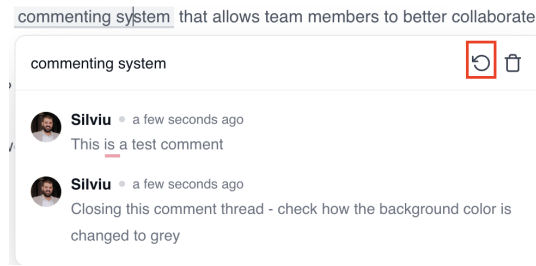 commenting system that allows team members to better collaborate
commenting system
Silviu a few seconds ago
This is a test comment
Silviu a few seconds ago
Closing this comment thread - check how the background color is
changed to grey